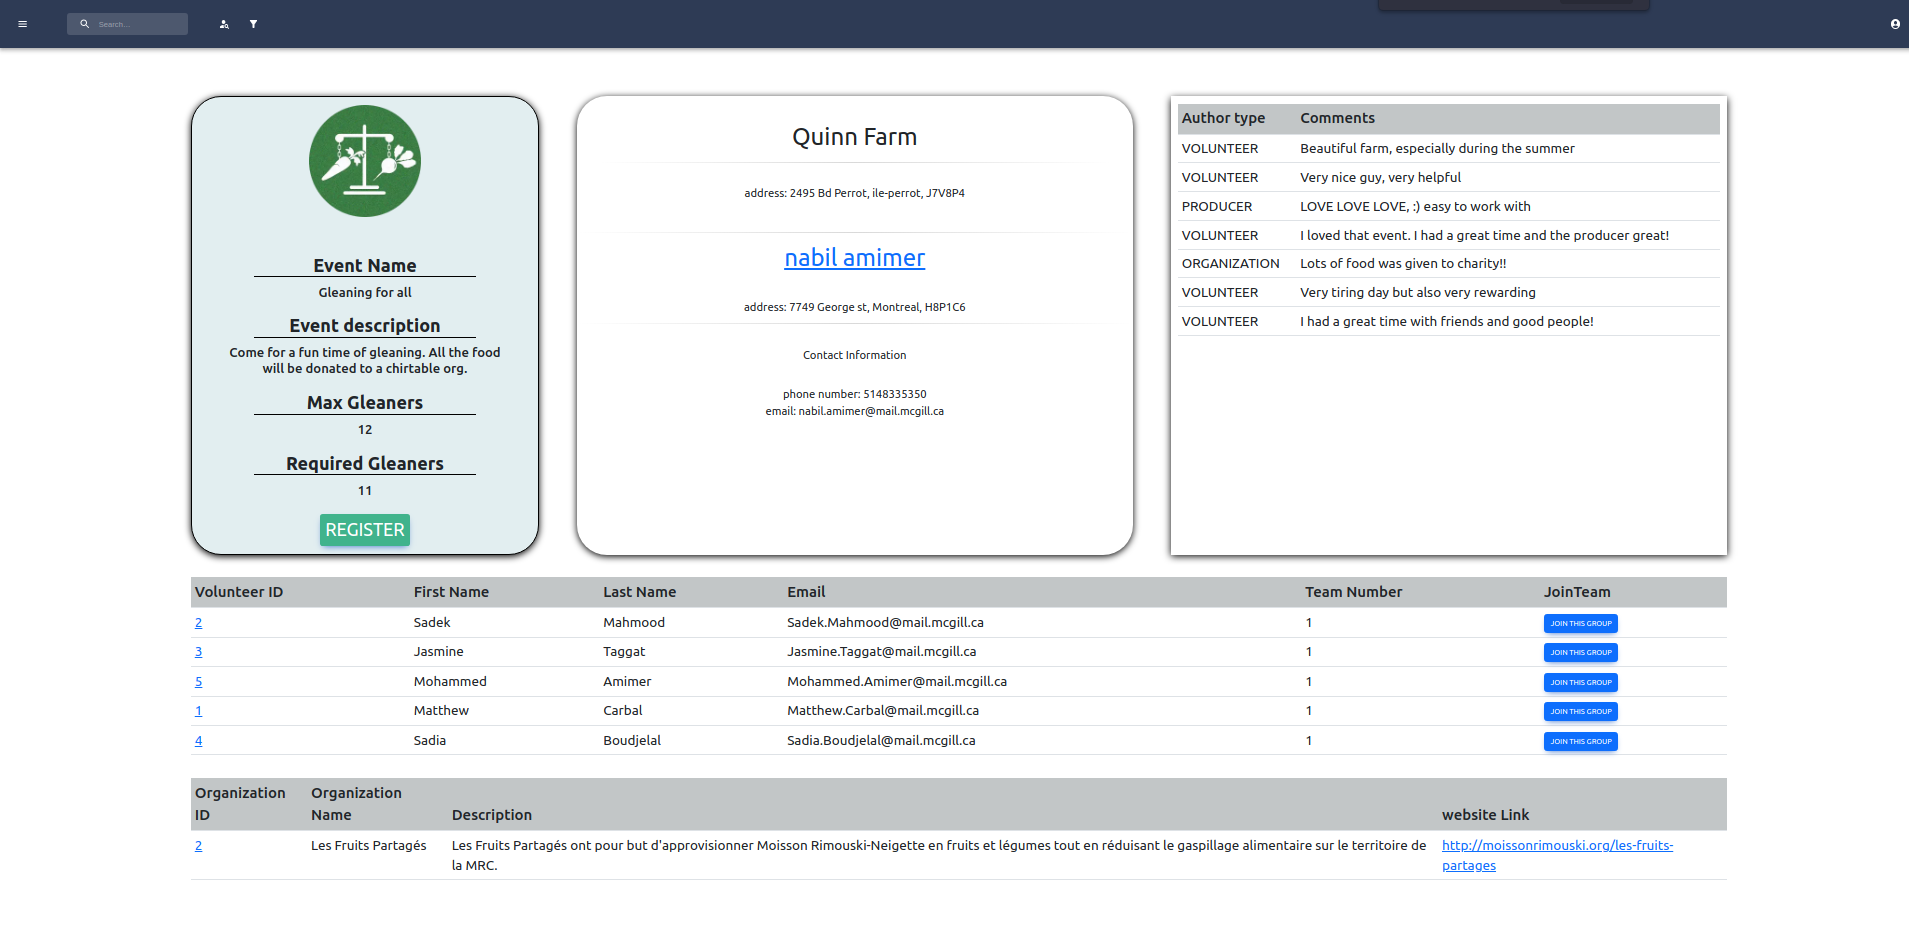 Search...
Event Name
Gleaning for all
Event description
Come for a fun time of gleaning. All the food
will be donated to a chirtable org.
Max Gleaners
12
Required Gleaners
11
REGISTER
Quinn Farm
address: 2495 Bd Perrot, ile-perrot, J7V8P4
nabil amimer
address: 7749 George st, Montreal, H8P1C6
Contact Information
phone number: 5148335350
email: nabil.amimer@mail.mcgill.ca
Author type Comments
VOLUNTEER Beautiful farm, especially during the summer
VOLUNTEER Very nice guy, very helpful
PRODUCER LOVE LOVE LOVE, :) easy to work with
VOLUNTEER I loved that event. I had a great time and the producer great!
ORGANIZATION Lots of food was given to charity!!
VOLUNTEER Very tiring day but also very rewarding
VOLUNTEER I had a great time with friends and good people!
Volunteer ID First Name Last Name Email Team Number JoinTeam
2 Sadek Mahmood Sadek.Mahmood@mail.mcgill.ca 1 JOIN THIS GROUP
3 Jasmine Taggat Jasmine.Taggat@mail.mcgill.ca 1 JOIN THIS GROUP
5 Mohammed Amimer Mohammed.Amimer@mail.mcgill.ca 1 JOIN THIS GROUP
1 Matthew Carbal Matthew.Carbal@mail.mcgill.ca 1 JOIN THIS GROUP
4 Sadia Boudjelal Sadia.Boudjelal@mail.mcgill.ca 1 JOIN THIS GROUP
Organization Organization
ID Name Description website Link
2 Les Fruits Partagés Les Fruits Partagés ont pour but d'approvisionner Moisson Rimouski-Neigette en fruits et légumes tout en réduisant le gaspillage alimentaire sur le territoire de http://moissonrimouski.org/les-fruits-
la MRC. partages